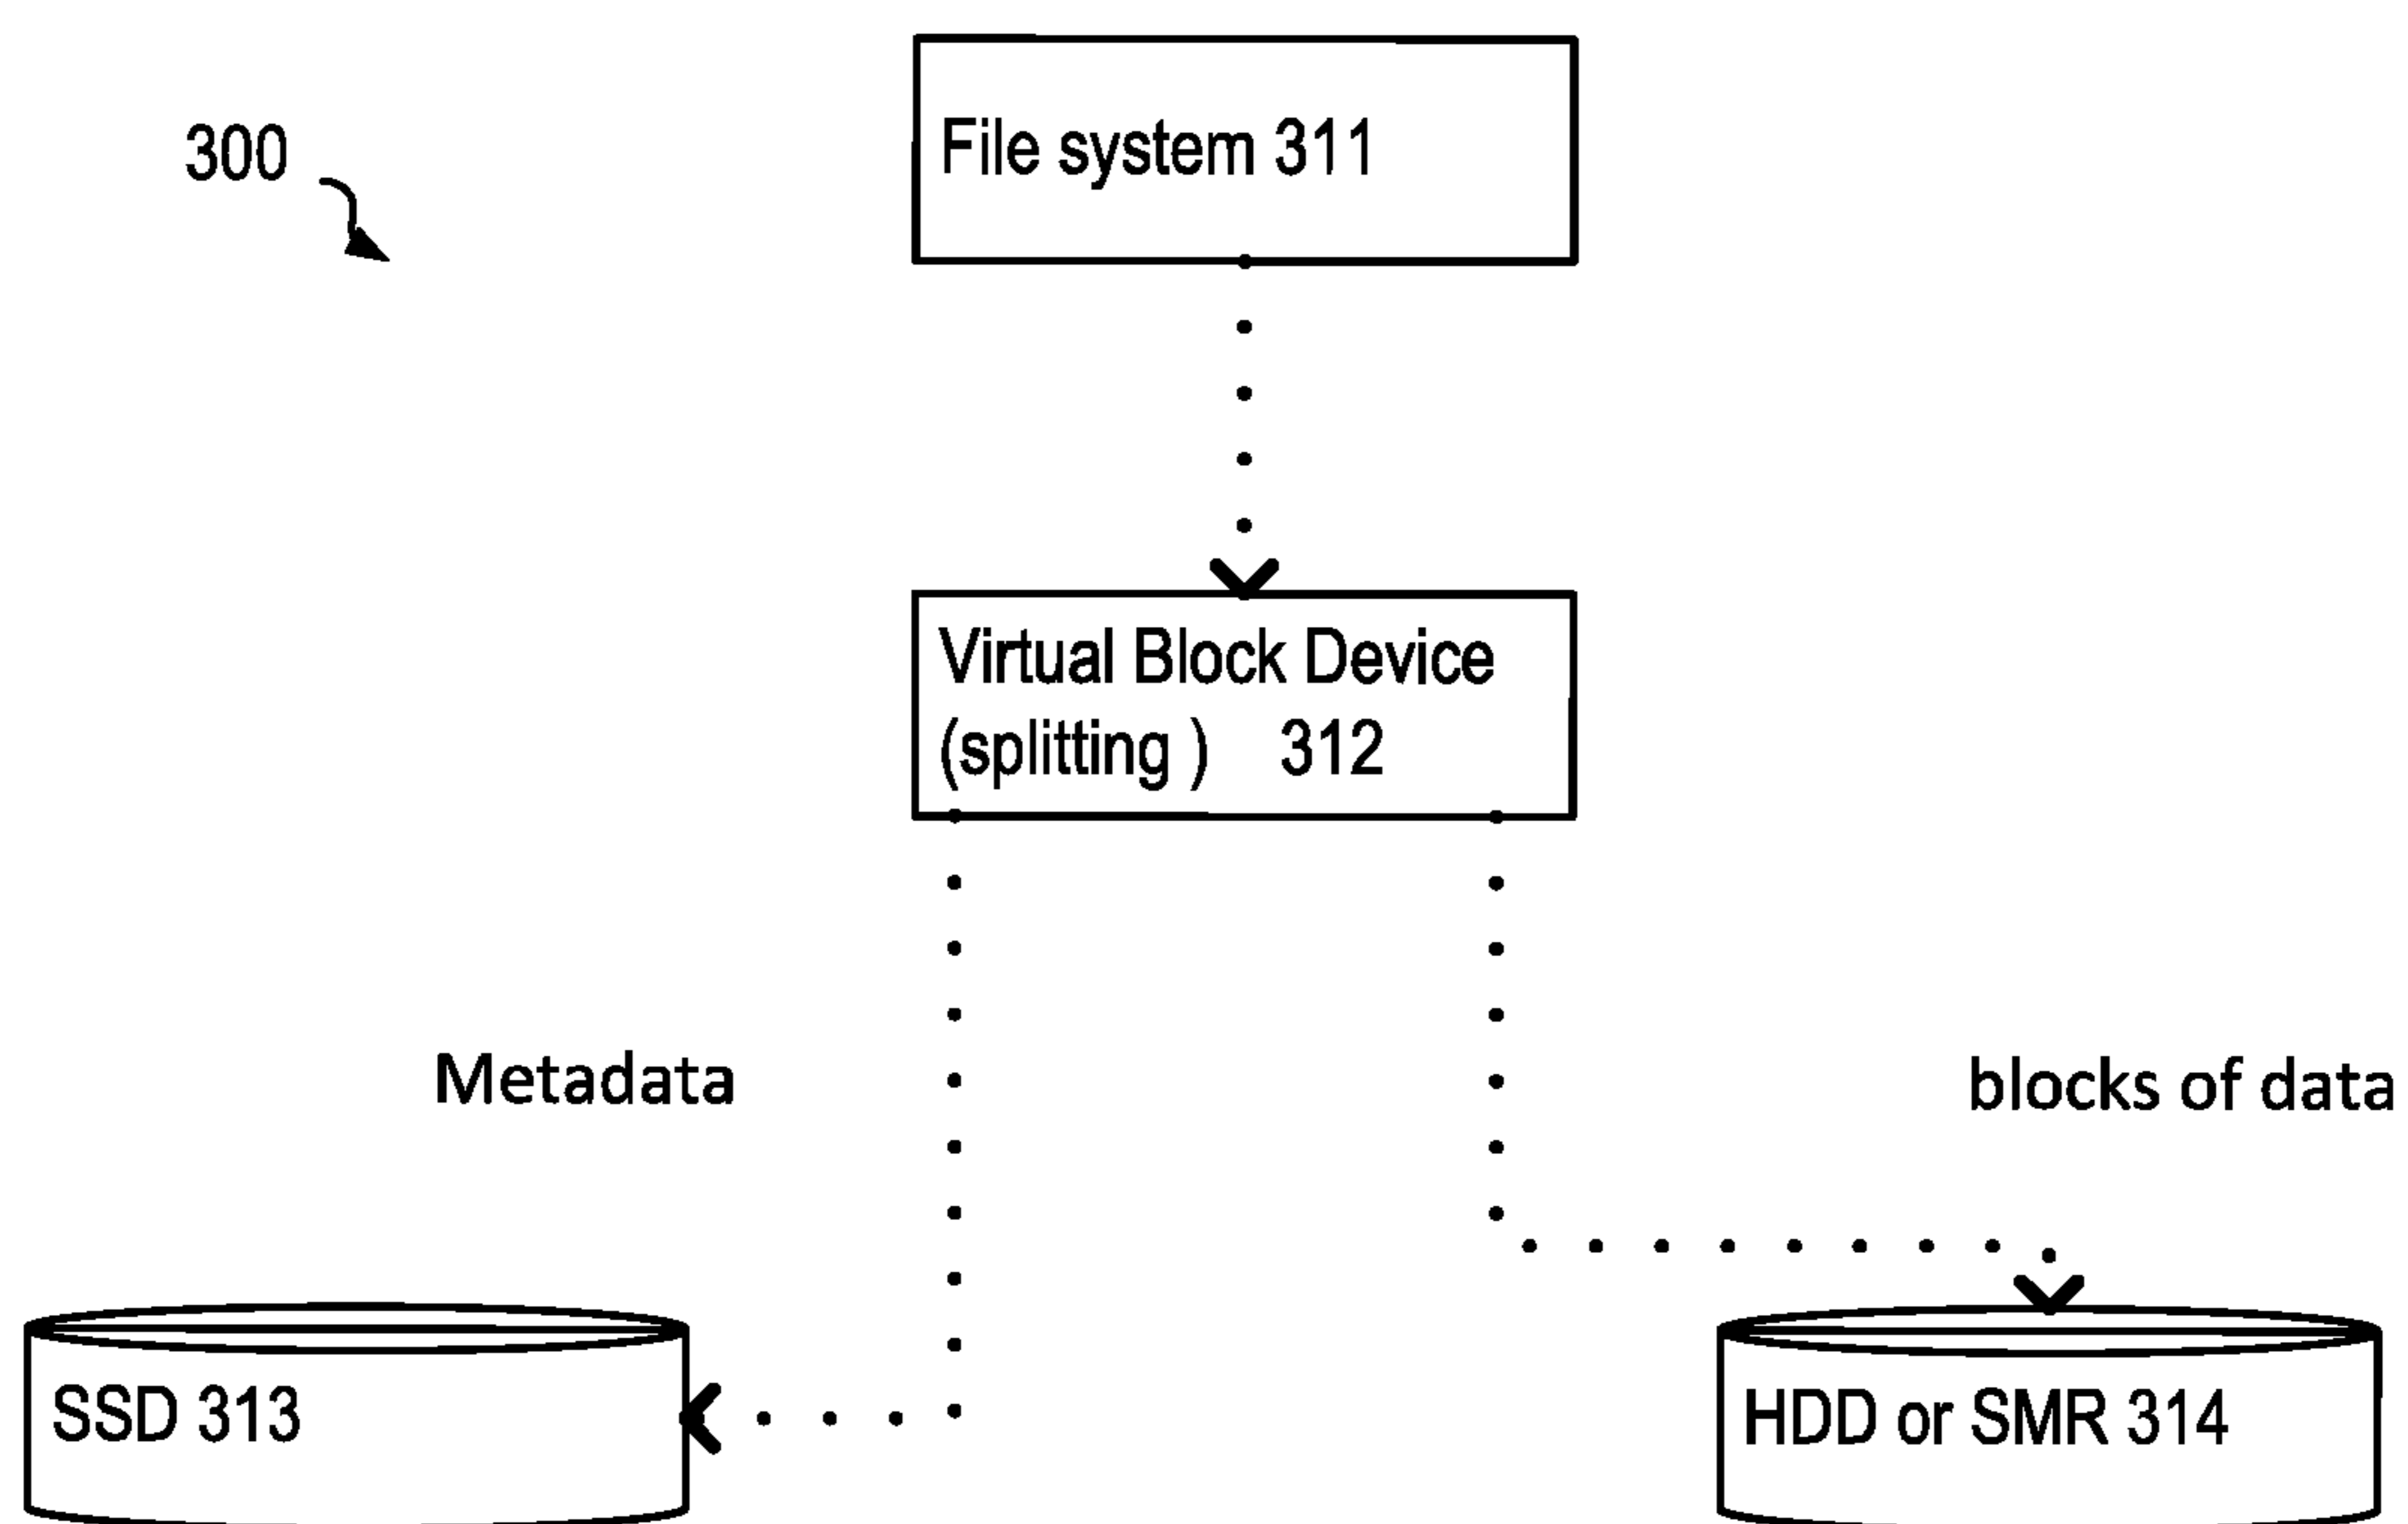 300
File system 311
Virtual Block Device
(splitting ) 312
Metadata
blocks of data
SSD 313
HDD or SMR 314